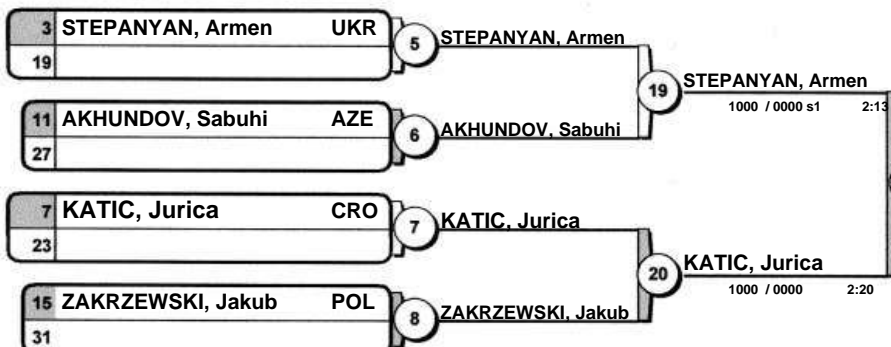 3 STEPANYAN, Armen UKR
19
5 STEPANYAN, Armen
11 AKHUNDOV, Sabuhi AZE
27
6 AKHUNDOV, Sabuhi
19 STEPANYAN, Armen
1000 / 0000 s1 2:13
7 KATIC, Jurica CRO
23
7 KATIC, Jurica
15 ZAKRZEWSKI, Jakub POL
31
8 ZAKRZEWSKI, Jakub
20 KATIC, Jurica
1000 / 0000 2:20